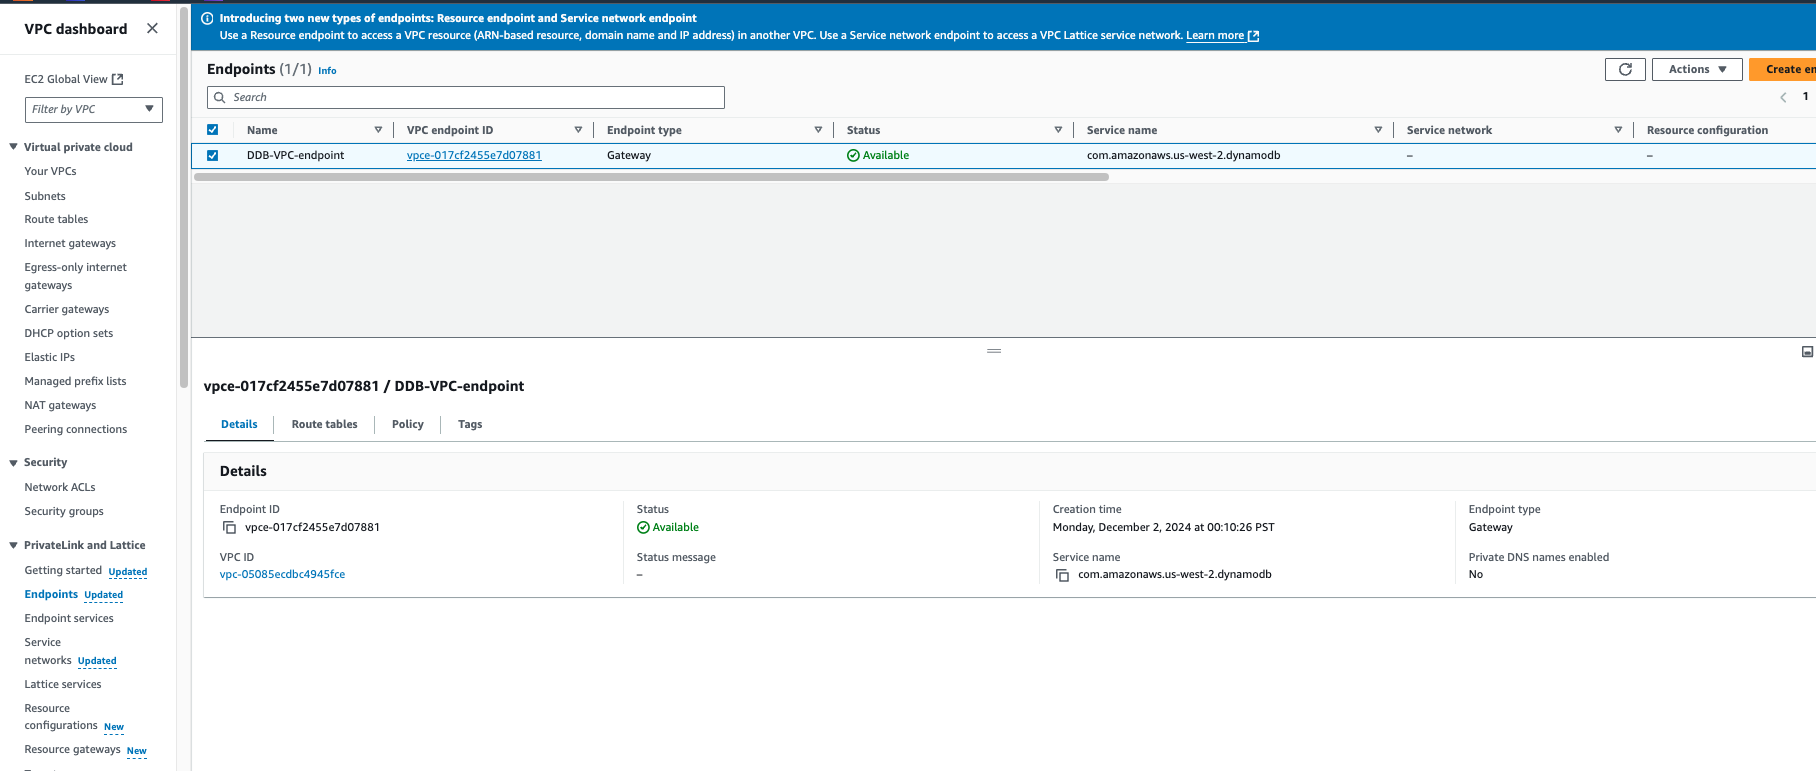 VPC dashboard
EC2 Global View
Filter by VPC
Virtual private cloud
Your VPCs
Subnets
Route tables
Internet gateways
Egress-only internet
gateways
Carrier gateways
DHCP option sets
Elastic IPs
Managed prefix lists
NAT gateways
Peering connections
Security
Network ACLs
Security groups
PrivateLink and Lattice
Getting started Updated
Endpoints Updated
Endpoint services
Service
networks Updated
Lattice services
Resource
configurations New
Resource gateways New
Introducing two new types of endpoints: Resource endpoint and Service network endpoint
Use a Resource endpoint to access a VPC resource (ARN-based resource, domain name and IP address) in another VPC. Use a Service network endpoint to access a VPC Lattice service network. Learn more
Endpoints (1/1) Info
Actions
Create en
Search
1
Name VPC endpoint ID Endpoint type Status Service name Service network Resource configuration
DDB-VPC-endpoint vpce-017cf2455e7d07881 Gateway Available com.amazonaws.us-west-2.dynamodb – –
vpce-017cf2455e7d07881 / DDB-VPC-endpoint
Details Route tables Policy Tags
Details
Endpoint ID
vpce-017cf2455e7d07881
VPC ID
vpc-05085ecdbc4945fce
Status
Available
Status message
–
Creation time
Monday, December 2, 2024 at 00:10:26 PST
Service name
com.amazonaws.us-west-2.dynamodb
Endpoint type
Gateway
Private DNS names enabled
No